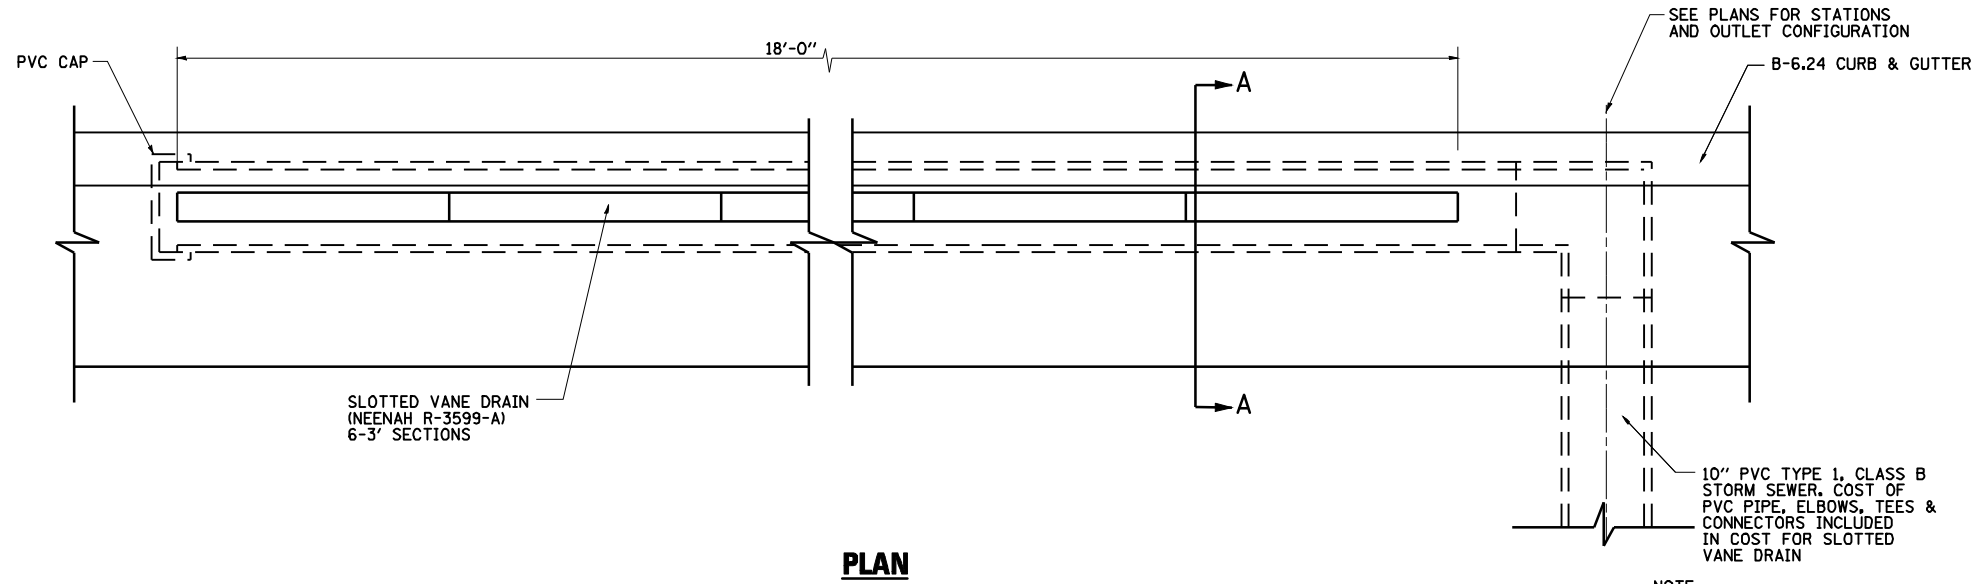 SEE PLANS FOR STATIONS
AND OUTLET CONFIGURATION
18'-0"
PVC CAP
B-6.24 CURB & GUTTER
A
SLOTTED VANE DRAIN
(NEENAH R-3599-A)
6-3' SECTIONS
A
10" PVC TYPE 1, CLASS B
STORM SEWER. COST OF
PVC PIPE, ELBOWS, TEES &
CONNECTORS INCLUDED
IN COST FOR SLOTTED
VANE DRAIN
PLAN
NOTE